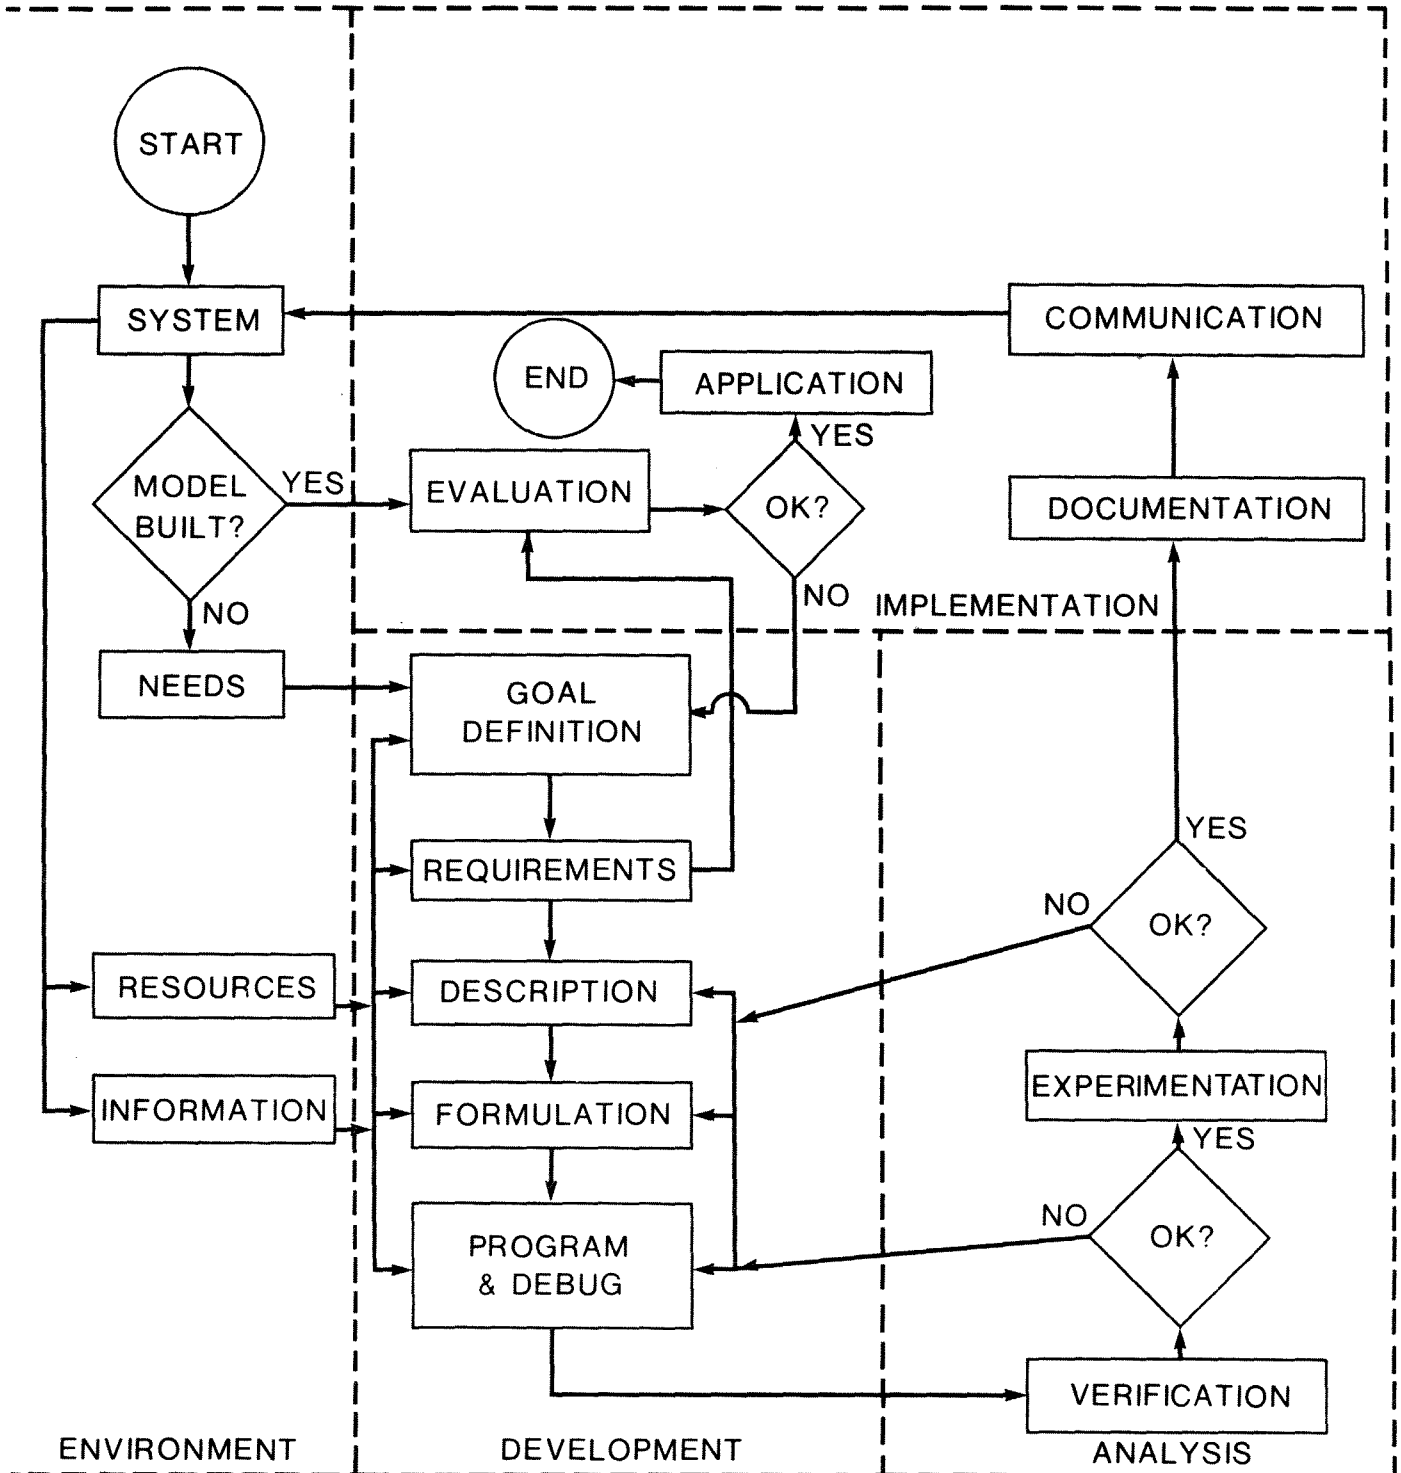 START
SYSTEM
COMMUNICATION
END
APPLICATION
YES
MODEL
BUILT?
YES
EVALUATION
OK?
DOCUMENTATION
NO
NO
IMPLEMENTATION
NEEDS
GOAL
DEFINITION
YES
REQUIREMENTS
NO
OK?
RESOURCES
DESCRIPTION
EXPERIMENTATION
INFORMATION
FORMULATION
YES
NO
OK?
PROGRAM
& DEBUG
VERIFICATION
ENVIRONMENT
DEVELOPMENT
ANALYSIS